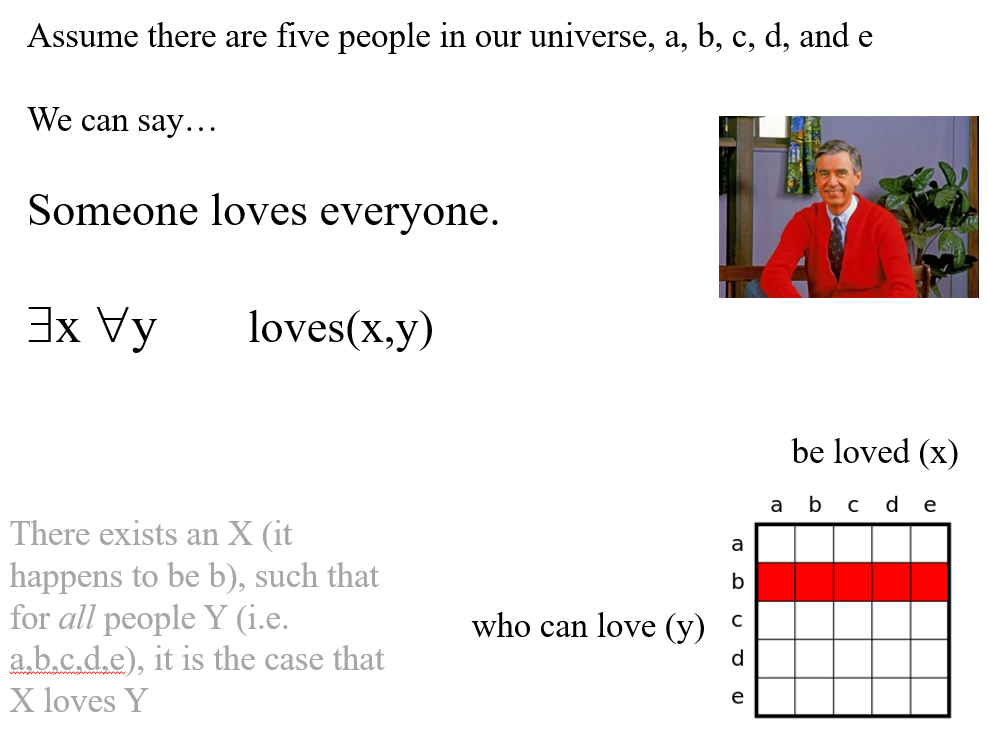 Assume there are five people in our universe, a, b, c, d, and e
We can say…
Someone loves everyone.
∃x ∀y loves(x,y)
There exists an X (it
happens to be b), such that
for all people Y (i.e.
a,b,c,d,e), it is the case that
X loves Y
be loved (x)
a b c d e
who can love (y)
a
b
c
d
e